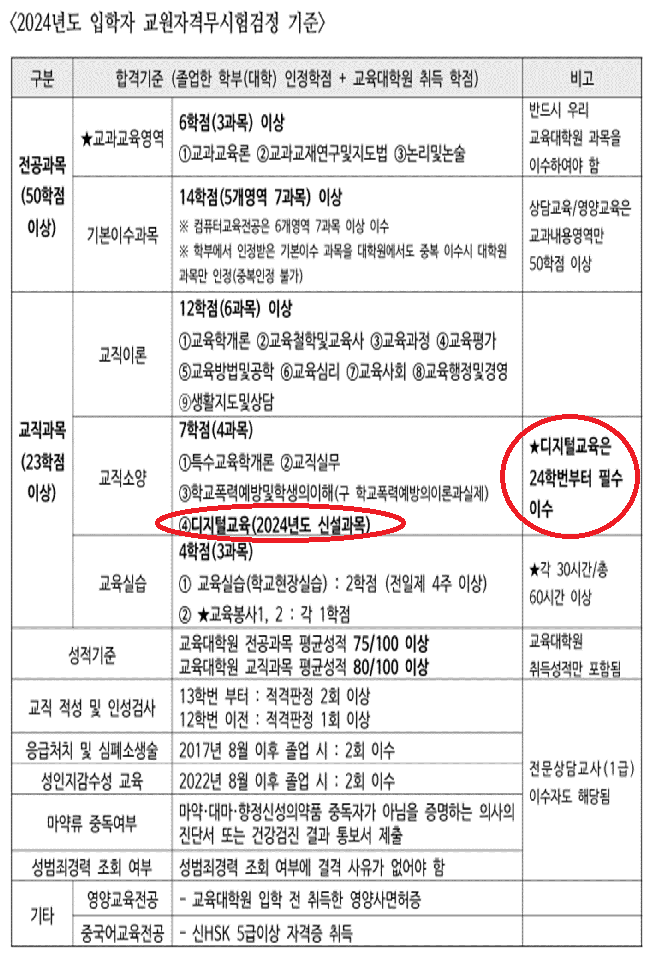 <2024년도 입학자 교원자격무시험검정 기준>
구분
합격기준 (졸업한 학부(대학) 인정학점 + 교육대학원 취득 학점)
비고
전공과목
(50학점
이상)
★교과교육영역
6학점(3과목) 이상
①교과교육론 ②교과교재연구및지도법 ③논리및논술
반드시 우리
교육대학원 과목을
이수하여야 함
기본이수과목
14학점(5개영역 7과목) 이상
※ 컴퓨터교육전공은 6개영역 7과목 이상 이수
※ 학부에서 인정받은 기본이수 과목을 대학원에서도 중복 이수시 대학원
과목만 인정(중복인정 불가)
상담교육/영양교육은
교과내용영역만
50학점 이상
교직과목
(23학점
이상)
교직이론
12학점(6과목) 이상
①교육학개론 ②교육철학및교육사 ③교육과정 ④교육평가
⑤교육방법및공학 ⑥교육심리 ⑦교육사회 ⑧교육행정및경영
⑨생활지도및상담
교직소양
7학점(4과목)
①특수교육학개론 ②교직실무
③학교폭력예방및학생의이해(구 학교폭력예방의이론과실제)
④디지털교육(2024년도 신설과목)
★디지털교육은
24학번부터 필수
이수
교육실습
4학점(3과목)
① 교육실습(학교현장실습) : 2학점 (전일제 4주 이상)
② ★교육봉사1, 2 : 각 1학점
★각 30시간/총
60시간 이상
성적기준
교육대학원 전공과목 평균성적 75/100 이상
교육대학원 교직과목 평균성적 80/100 이상
교육대학원
취득성적만 포함됨
교직 적성 및 인성검사
13학번 부터 : 적격판정 2회 이상
12학번 이전 : 적격판정 1회 이상
응급처치 및 심폐소생술
2017년 8월 이후 졸업 시 : 2회 이수
성인지감수성 교육
2022년 8월 이후 졸업 시 : 2회 이수
마약류 중독여부
마약·대마·향정신성의약품 중독자가 아님을 증명하는 의사의
진단서 또는 건강검진 결과 통보서 제출
성범죄경력 조회 여부
성범죄경력 조회 여부에 결격 사유가 없어야 함
전문상담교사(1급)
이수자도 해당됨
기타
영양교육전공
- 교육대학원 입학 전 취득한 영양사면허증
중국어교육전공
- 신HSK 5급이상 자격증 취득